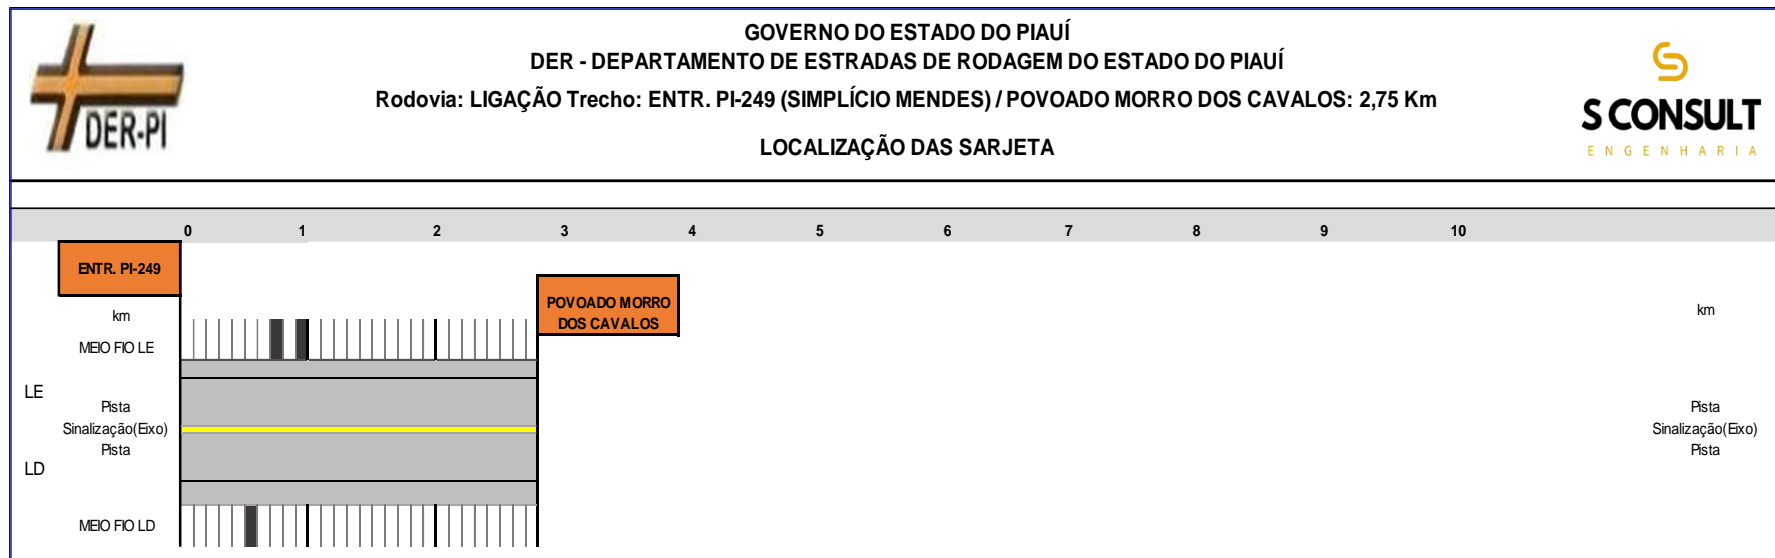 GOVERNO DO ESTADO DO PIAUÍ
DER - DEPARTAMENTO DE ESTRADAS DE RODAGEM DO ESTADO DO PIAUÍ
Rodovia: LIGAÇÃO Trecho: ENTR. PI-249 (SIMPLÍCIO MENDES) / POVOADO MORRO DOS CAVALOS: 2,75 Km
LOCALIZAÇÃO DAS SARJETA
DER-PI
S CONSULT
ENGENHARIA
0 1 2 3 4 5 6 7 8 9 10
ENTR. PI-249
POVOADO MORRO
DOS CAVALOS
km km
MEIO FIO LE
LE
Pista Pista
Sinalização(Eixo) Sinalização(Eixo)
Pista Pista
LD
MEIO FIO LD